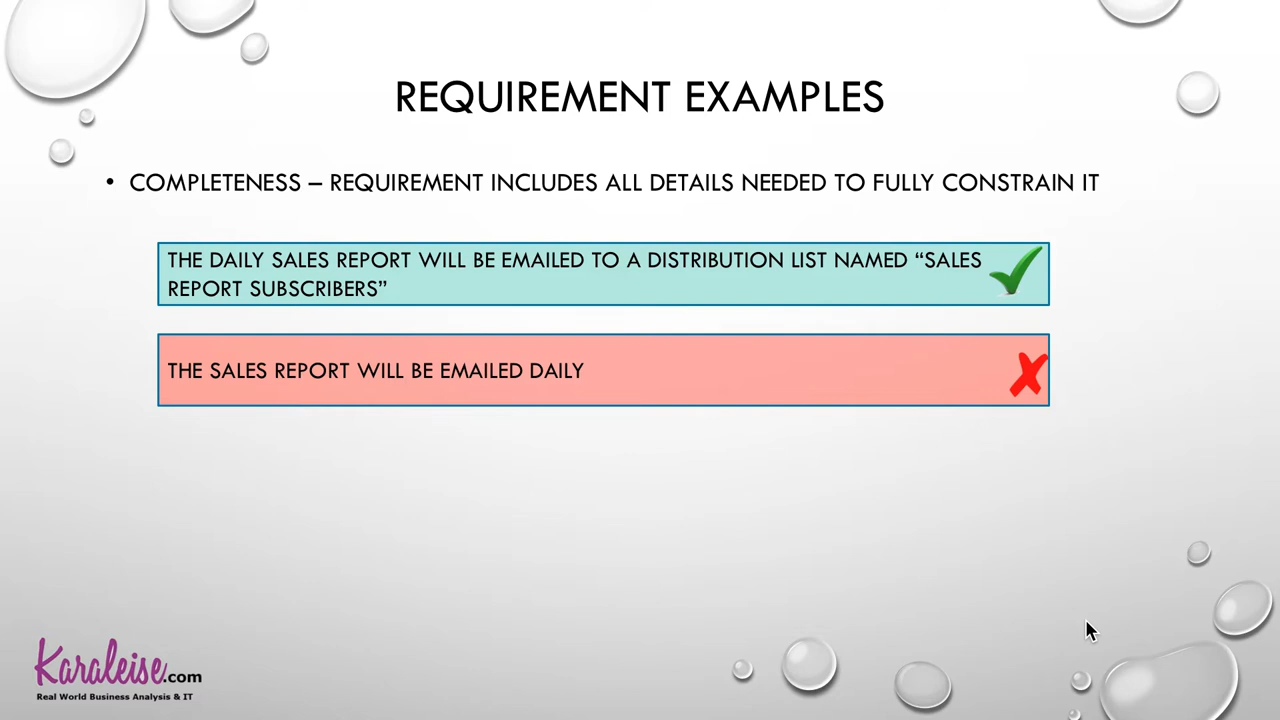 REQUIREMENT EXAMPLES
• COMPLETENESS – REQUIREMENT INCLUDES ALL DETAILS NEEDED TO FULLY CONSTRAIN IT
THE DAILY SALES REPORT WILL BE EMAILED TO A DISTRIBUTION LIST NAMED “SALES
REPORT SUBSCRIBERS”
THE SALES REPORT WILL BE EMAILED DAILY
Karaleise.com
Real World Business Analysis & IT